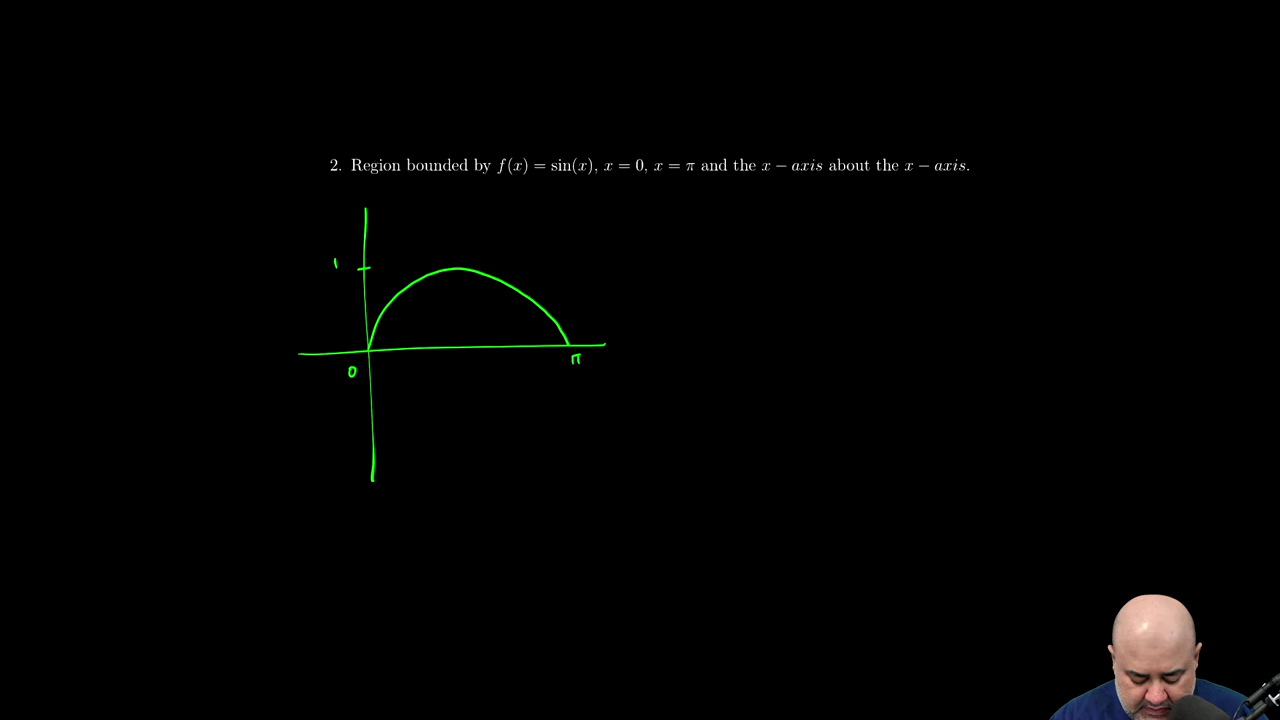 2. Region bounded by f(x) = sin(x), x = 0, x = π and the x − axis about the x − axis.
1
0
π